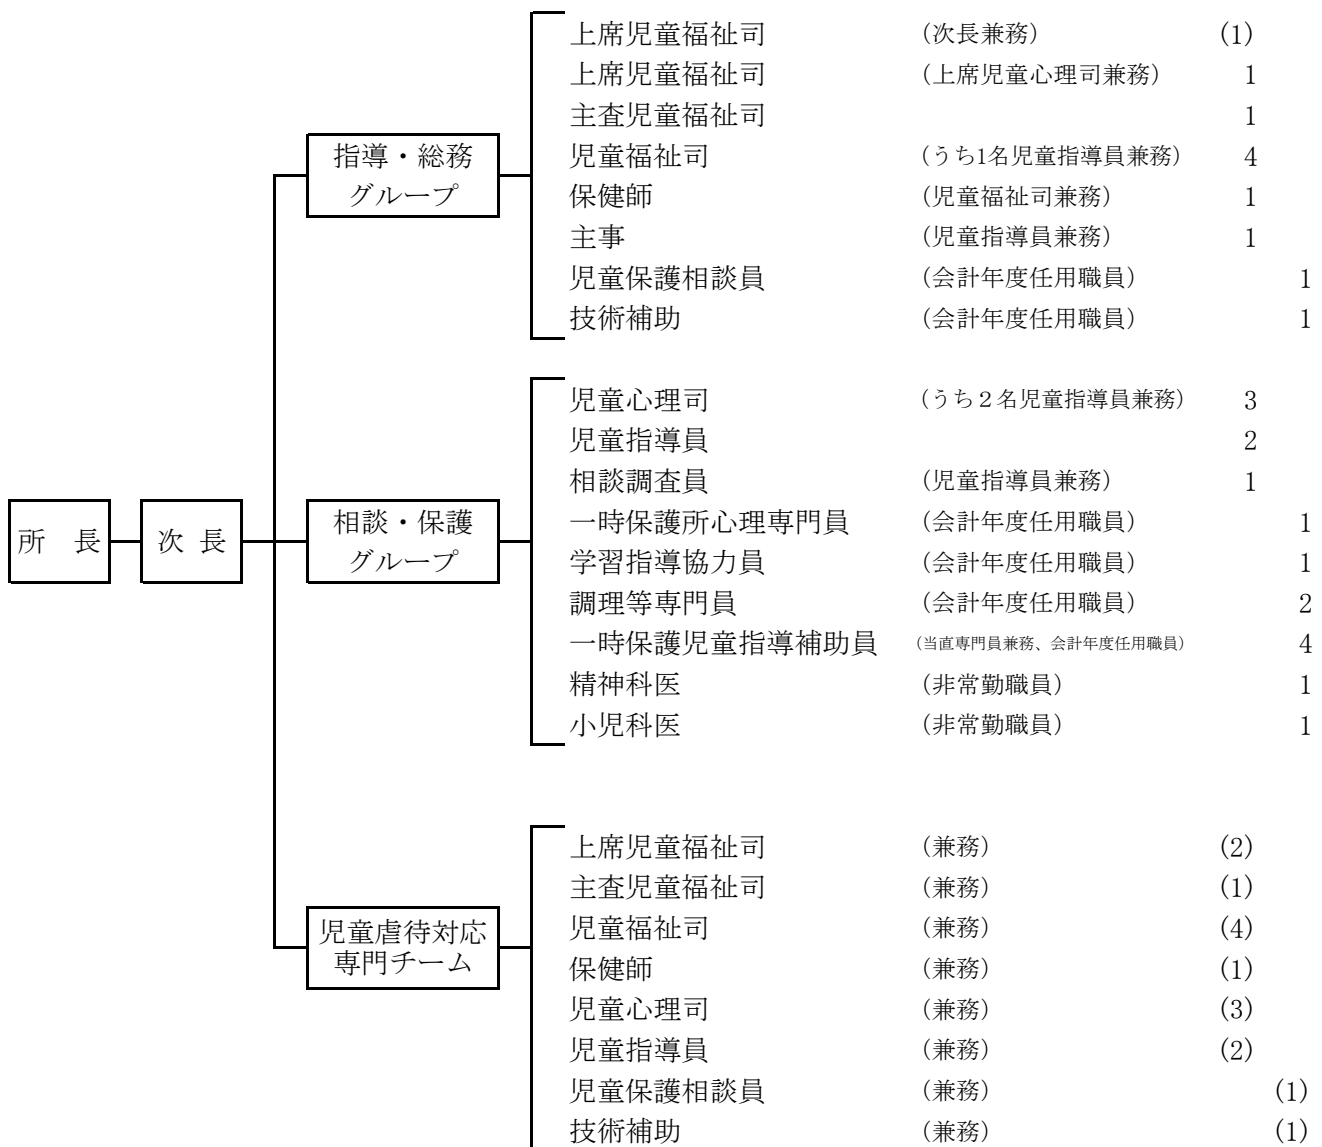 上席児童福祉司 (次長兼務) (1)
上席児童福祉司 (上席児童心理司兼務) 1
主査児童福祉司 1
児童福祉司 (うち1名児童指導員兼務) 4
保健師 (児童福祉司兼務) 1
主事 (児童指導員兼務) 1
児童保護相談員 (会計年度任用職員) 1
技術補助 (会計年度任用職員) 1
指導・総務
グループ
児童心理司 (うち２名児童指導員兼務) 3
児童指導員 2
相談調査員 (児童指導員兼務) 1
一時保護所心理専門員 (会計年度任用職員) 1
学習指導協力員 (会計年度任用職員) 1
調理等専門員 (会計年度任用職員) 2
一時保護児童指導補助員 (当直専門員兼務、会計年度任用職員) 4
精神科医 (非常勤職員) 1
小児科医 (非常勤職員) 1
所　長
次 長
相談・保護
グループ
上席児童福祉司 (兼務) (2)
主査児童福祉司 (兼務) (1)
児童福祉司 (兼務) (4)
保健師 (兼務) (1)
児童心理司 (兼務) (3)
児童指導員 (兼務) (2)
児童保護相談員 (兼務) (1)
技術補助 (兼務) (1)
児童虐待対応
専門チーム